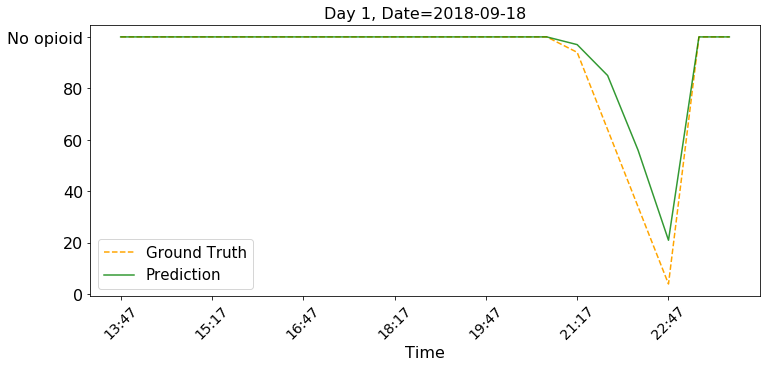 Day 1, Date=2018-09-18
No opioid
80
60
40
20
0
Ground Truth
Prediction
13:47
15:17
16:47
18:17
19:47
21:17
22:47
Time